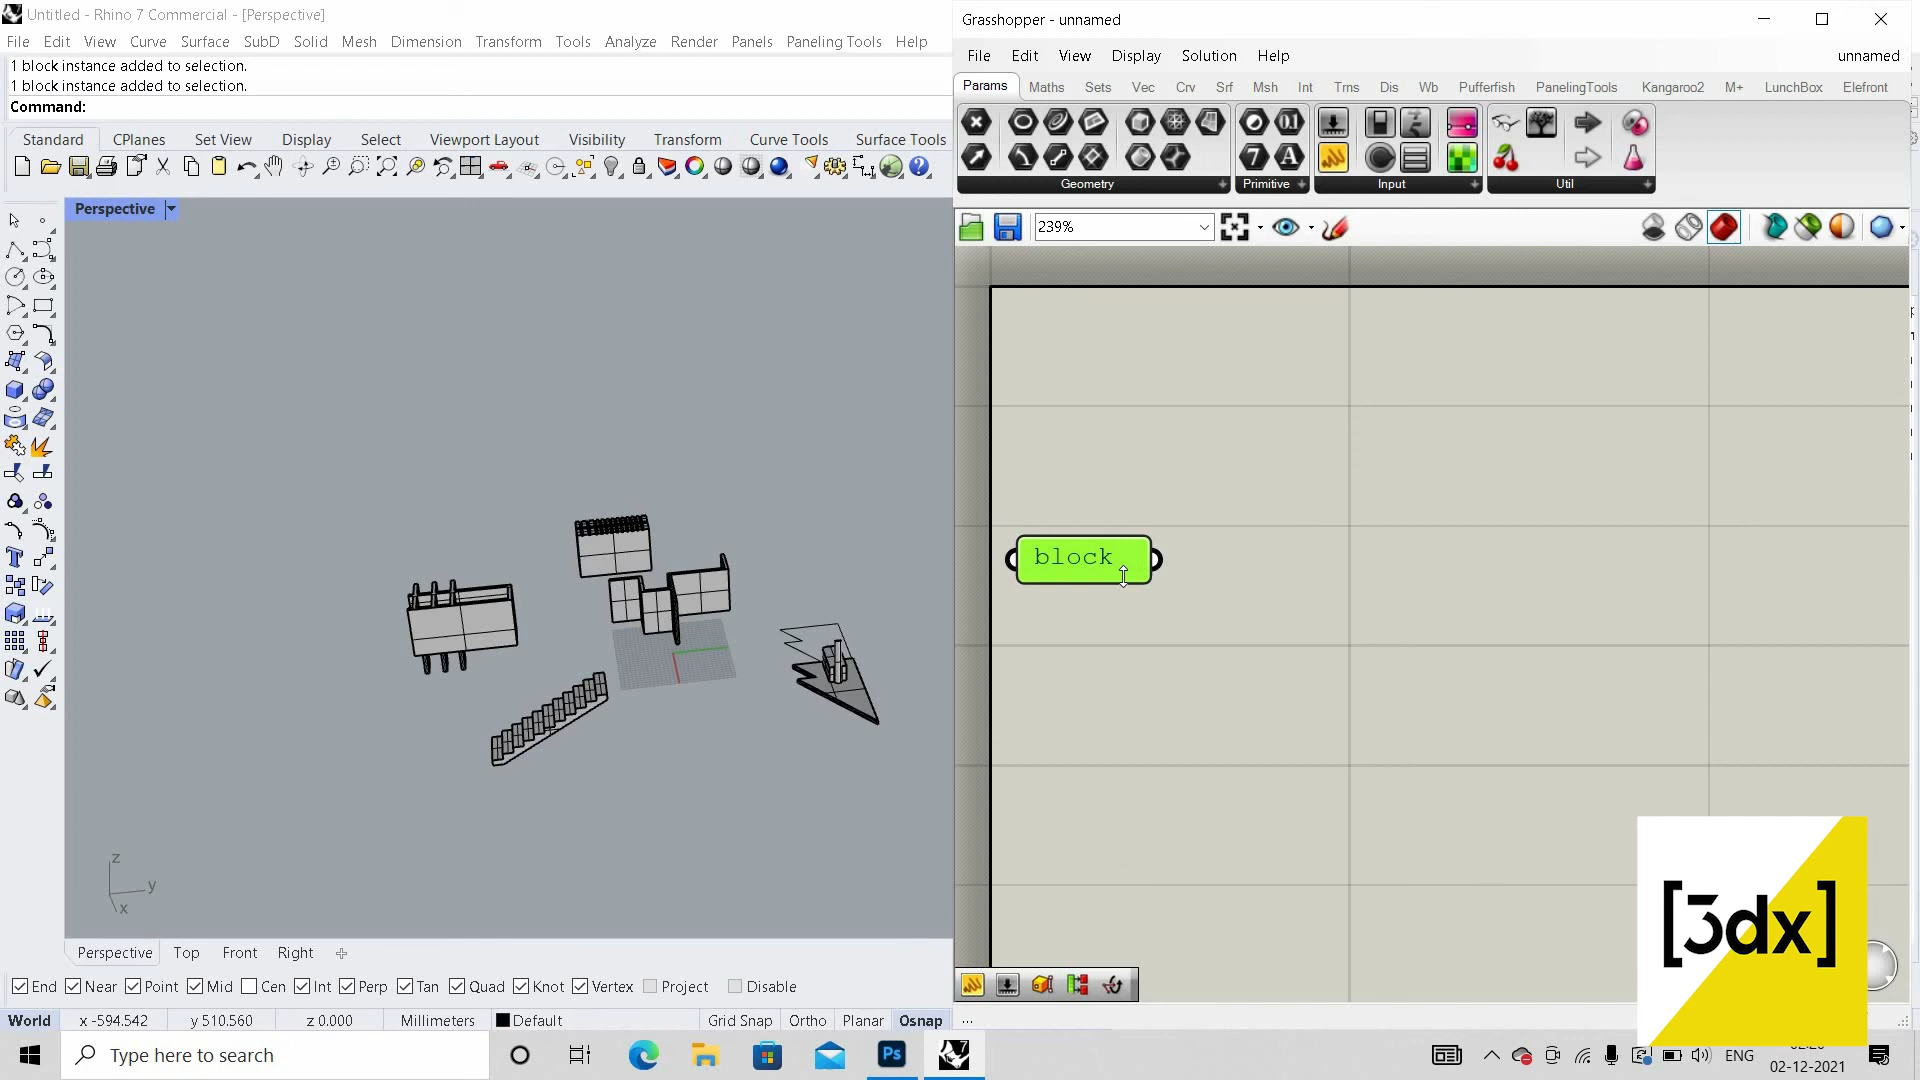 Untitled - Rhino 7 Commercial - [Perspective]
File Edit View Curve Surface SubD Solid Mesh Dimension Transform Tools Analyze Render Panels Paneling Tools Help
1 block instance added to selection.
1 block instance added to selection.
Command:
Standard CPlanes Set View Display Select Viewport Layout Visibility Transform Curve Tools Surface Tools
Perspective
z
y
x
Perspective Top Front Right
End Near Point Mid Cen Int Perp Tan Quad Knot Vertex Project Disable
World x -594.542 y 510.560 z 0.000 Millimeters Default Grid Snap Ortho Planar Osnap
Grasshopper - unnamed
File Edit View Display Solution Help unnamed
Params Maths Sets Vec Crv Srf Msh Int Trns Dis Wb Pufferfish PanelingTools Kangaroo2 M+ LunchBox Elefront
Geometry Primitive Input Util
239%
block
...
[3dx]
Type here to search
Ps
ENG
02-12-2021